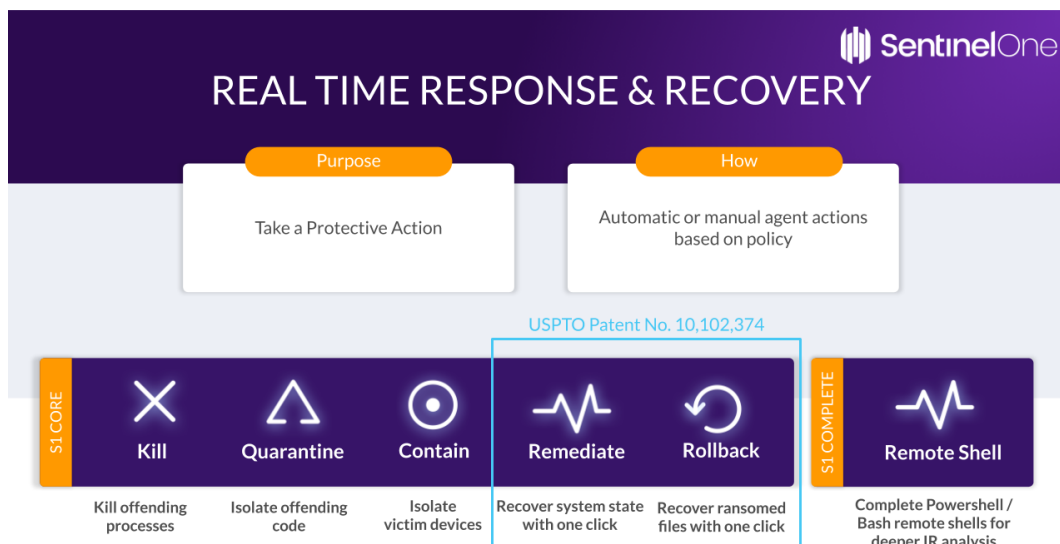 SentinelOne
REAL TIME RESPONSE & RECOVERY
Purpose
Take a Protective Action
How
Automatic or manual agent actions
based on policy
USPTO Patent No. 10,102,374
S1 CORE
Kill
Quarantine
Contain
Remediate
Rollback
S1 COMPLETE
Remote Shell
Kill offending
processes
Isolate offending
code
Isolate
victim devices
Recover system state
with one click
Recover ransomed
files with one click
Complete Powershell /
Bash remote shells for
deeper IR analysis